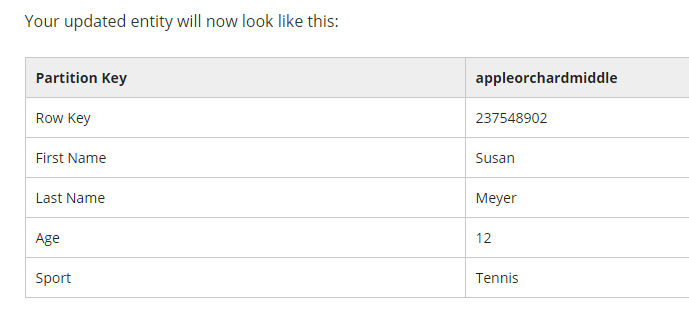 Your updated entity will now look like this:
Partition Key appleorchardmiddle
Row Key 237548902
First Name Susan
Last Name Meyer
Age 12
Sport Tennis